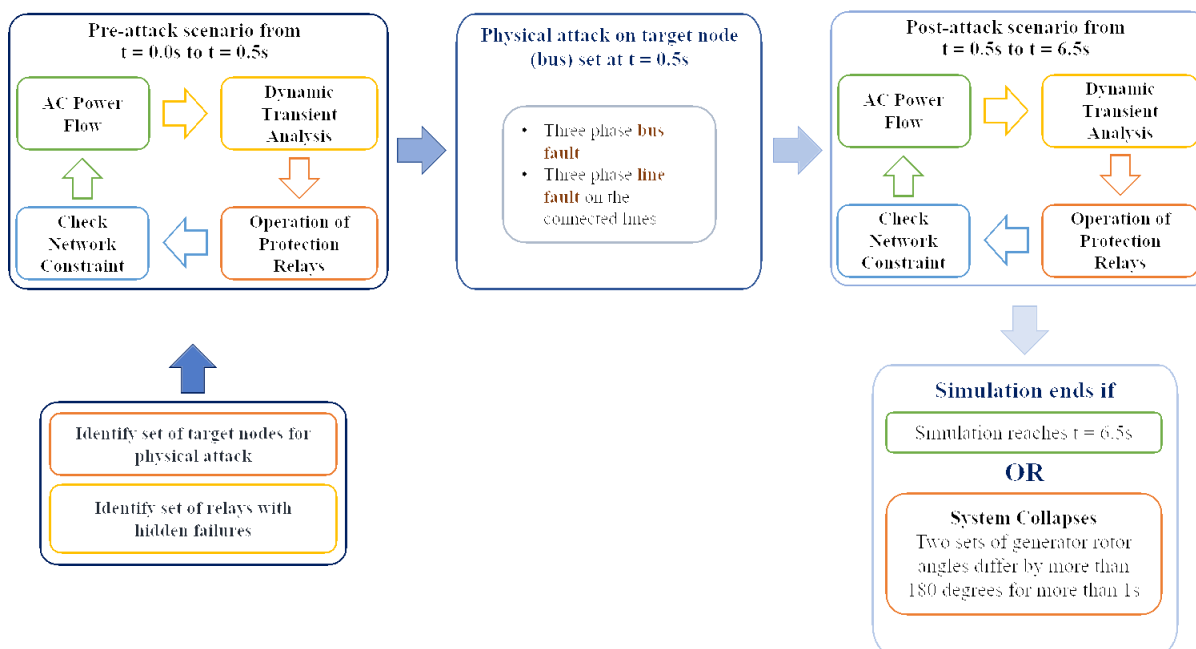 Pre-attack scenario from
t = 0.0s to t = 0.5s
AC Power
Flow
Dynamic
Transient
Analysis
Check
Network
Constraint
Operation of
Protection
Relays
Physical attack on target node
(bus) set at t = 0.5s
• Three phase bus
fault
• Three phase line
fault on the
connected lines
Post-attack scenario from
t = 0.5s to t = 6.5s
AC Power
Flow
Dynamic
Transient
Analysis
Check
Network
Constraint
Operation of
Protection
Relays
Identify set of target nodes for
physical attack
Identify set of relays with
hidden failures
Simulation ends if
Simulation reaches t = 6.5s
OR
System Collapses
Two sets of generator rotor
angles differ by more than
180 degrees for more than 1s